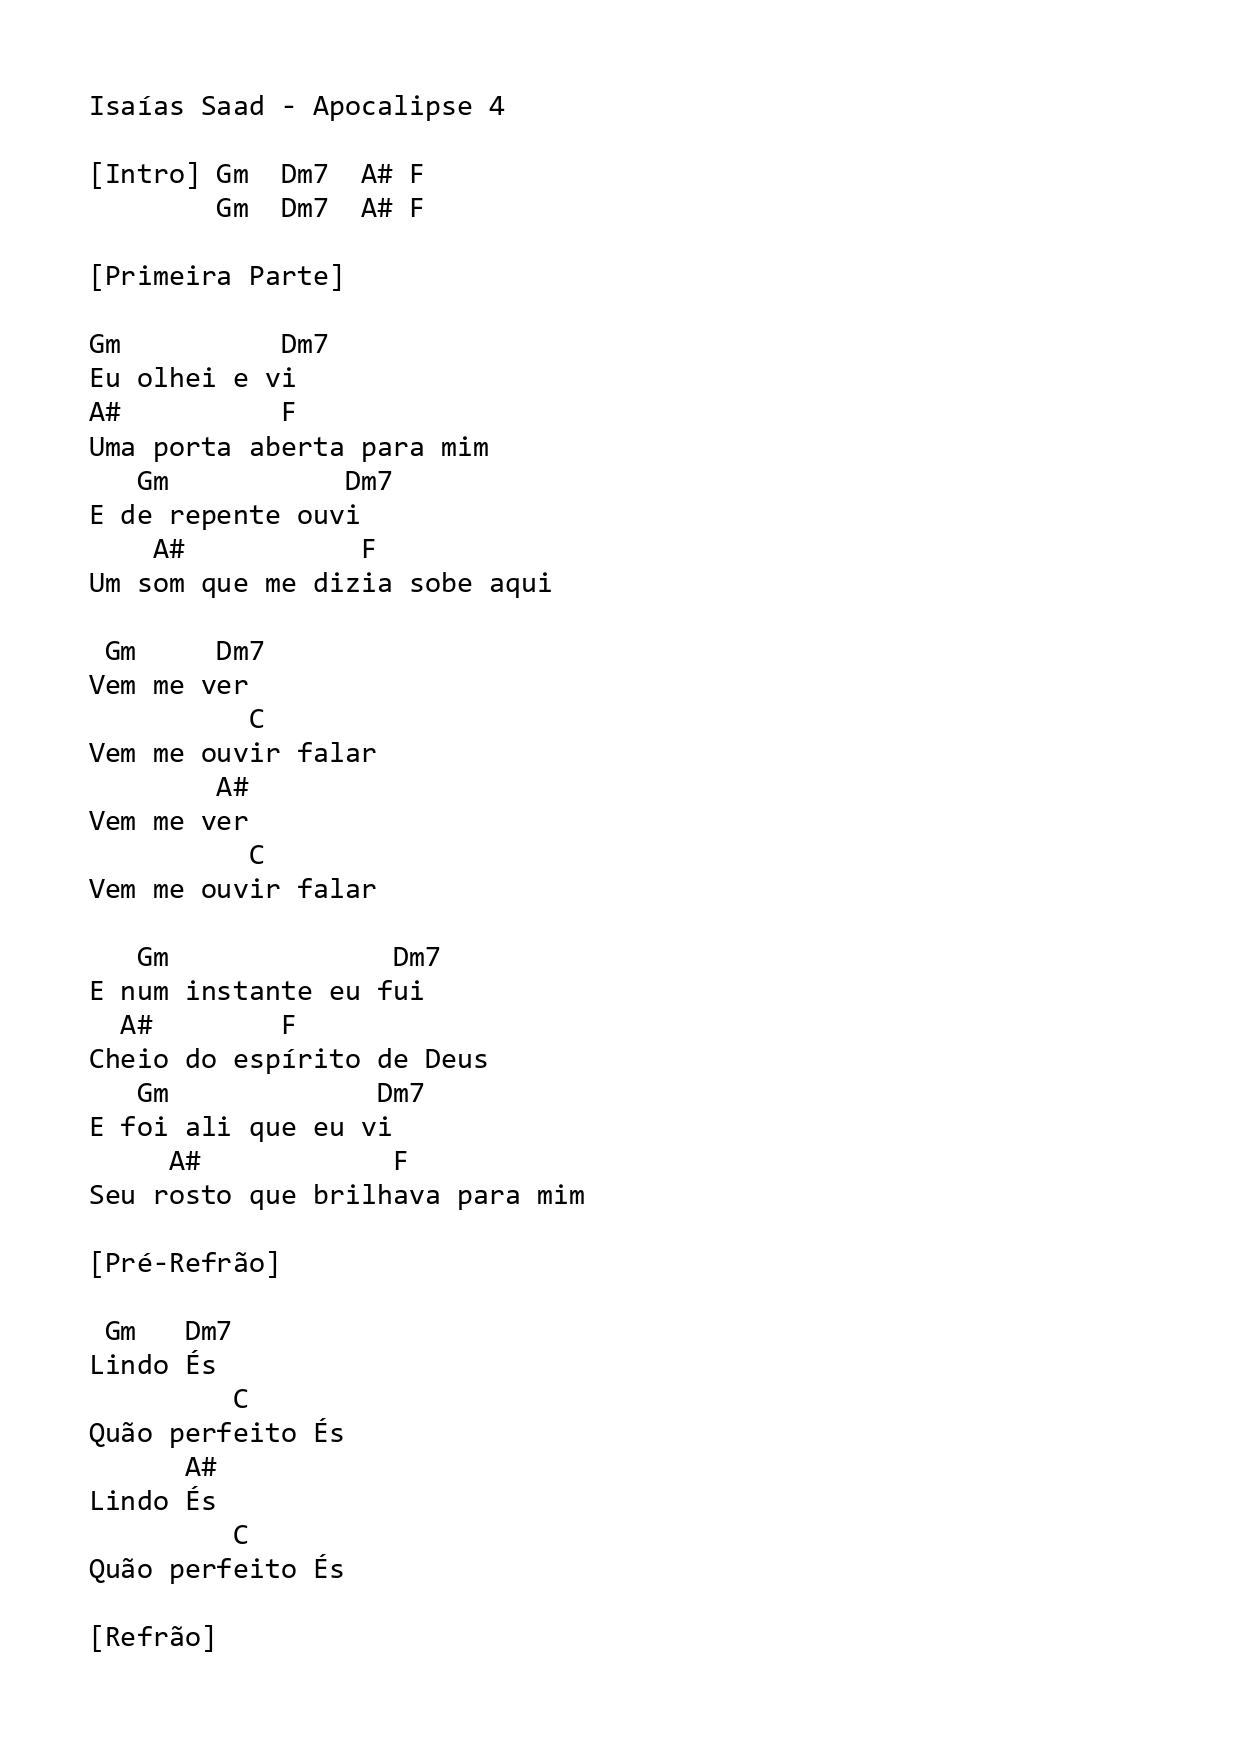 Isaías Saad - Apocalipse 4

[Intro] Gm  Dm7  A# F
        Gm  Dm7  A# F

[Primeira Parte]

Gm          Dm7
Eu olhei e vi
A#          F
Uma porta aberta para mim
   Gm           Dm7
E de repente ouvi
    A#           F
Um som que me dizia sobe aqui

 Gm     Dm7
Vem me ver
          C
Vem me ouvir falar
        A#
Vem me ver
          C
Vem me ouvir falar

   Gm              Dm7
E num instante eu fui
  A#        F
Cheio do espírito de Deus
   Gm             Dm7
E foi ali que eu vi
     A#            F
Seu rosto que brilhava para mim

[Pré-Refrão]

 Gm   Dm7
Lindo És
         C
Quão perfeito És
      A#
Lindo És
         C
Quão perfeito És

[Refrão]